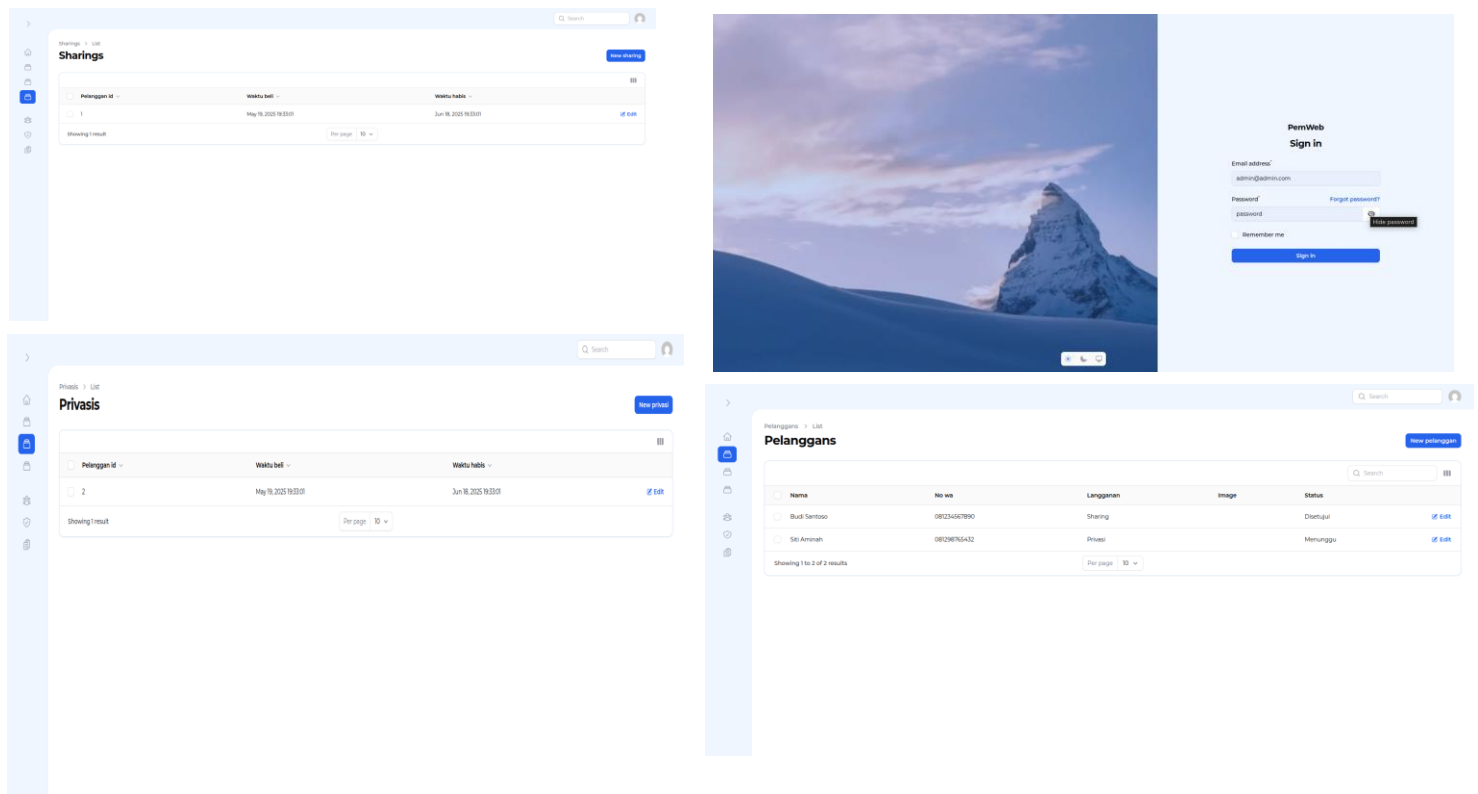 Search
Sharings > List
Sharings
New sharing
Pelanggan id Waktu beli Waktu habis
1 May 19, 2025 19:33:01 Jun 18, 2025 19:33:01 Edit
Showing 1 result Per page 10
PemWeb
Sign in
Email address*
admin@admin.com
Password* Forgot password?
password
Hide password
Remember me
Sign in
Search
Privasis > List
Privasis
New privasi
Pelanggan id Waktu beli Waktu habis
2 May 19, 2025 19:33:01 Jun 18, 2025 19:33:01 Edit
Showing 1 result Per page 10
Search
Pelanggans > List
Pelanggans
New pelanggan
Search
Nama No wa Langganan Image Status
Budi Santoso 081234567890 Sharing Disetujui Edit
Siti Aminah 081298765432 Privasi Menunggu Edit
Showing 1 to 2 of 2 results Per page 10